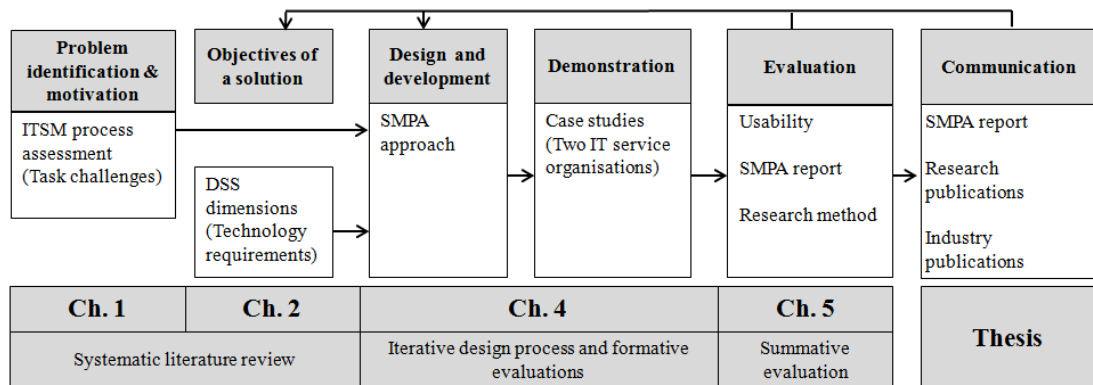 Problem
identification &
motivation
ITSM process
assessment
(Task challenges)
Objectives of
a solution
DSS
dimensions
(Technology
requirements)
Design and
development
SMPA
approach
Demonstration
Case studies
(Two IT service
organisations)
Evaluation
Usability
SMPA report
Research method
Communication
SMPA report
Research
publications
Industry
publications
Ch. 1
Ch. 2
Ch. 4
Ch. 5
Systematic literature review
Iterative design process and formative
evaluations
Summative
evaluation
Thesis